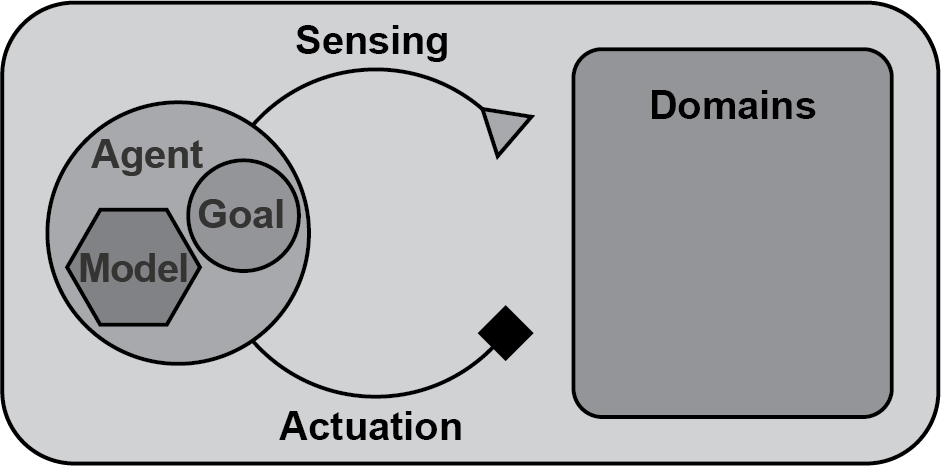 Sensing
Domains
Agent
Goal
Model
Actuation